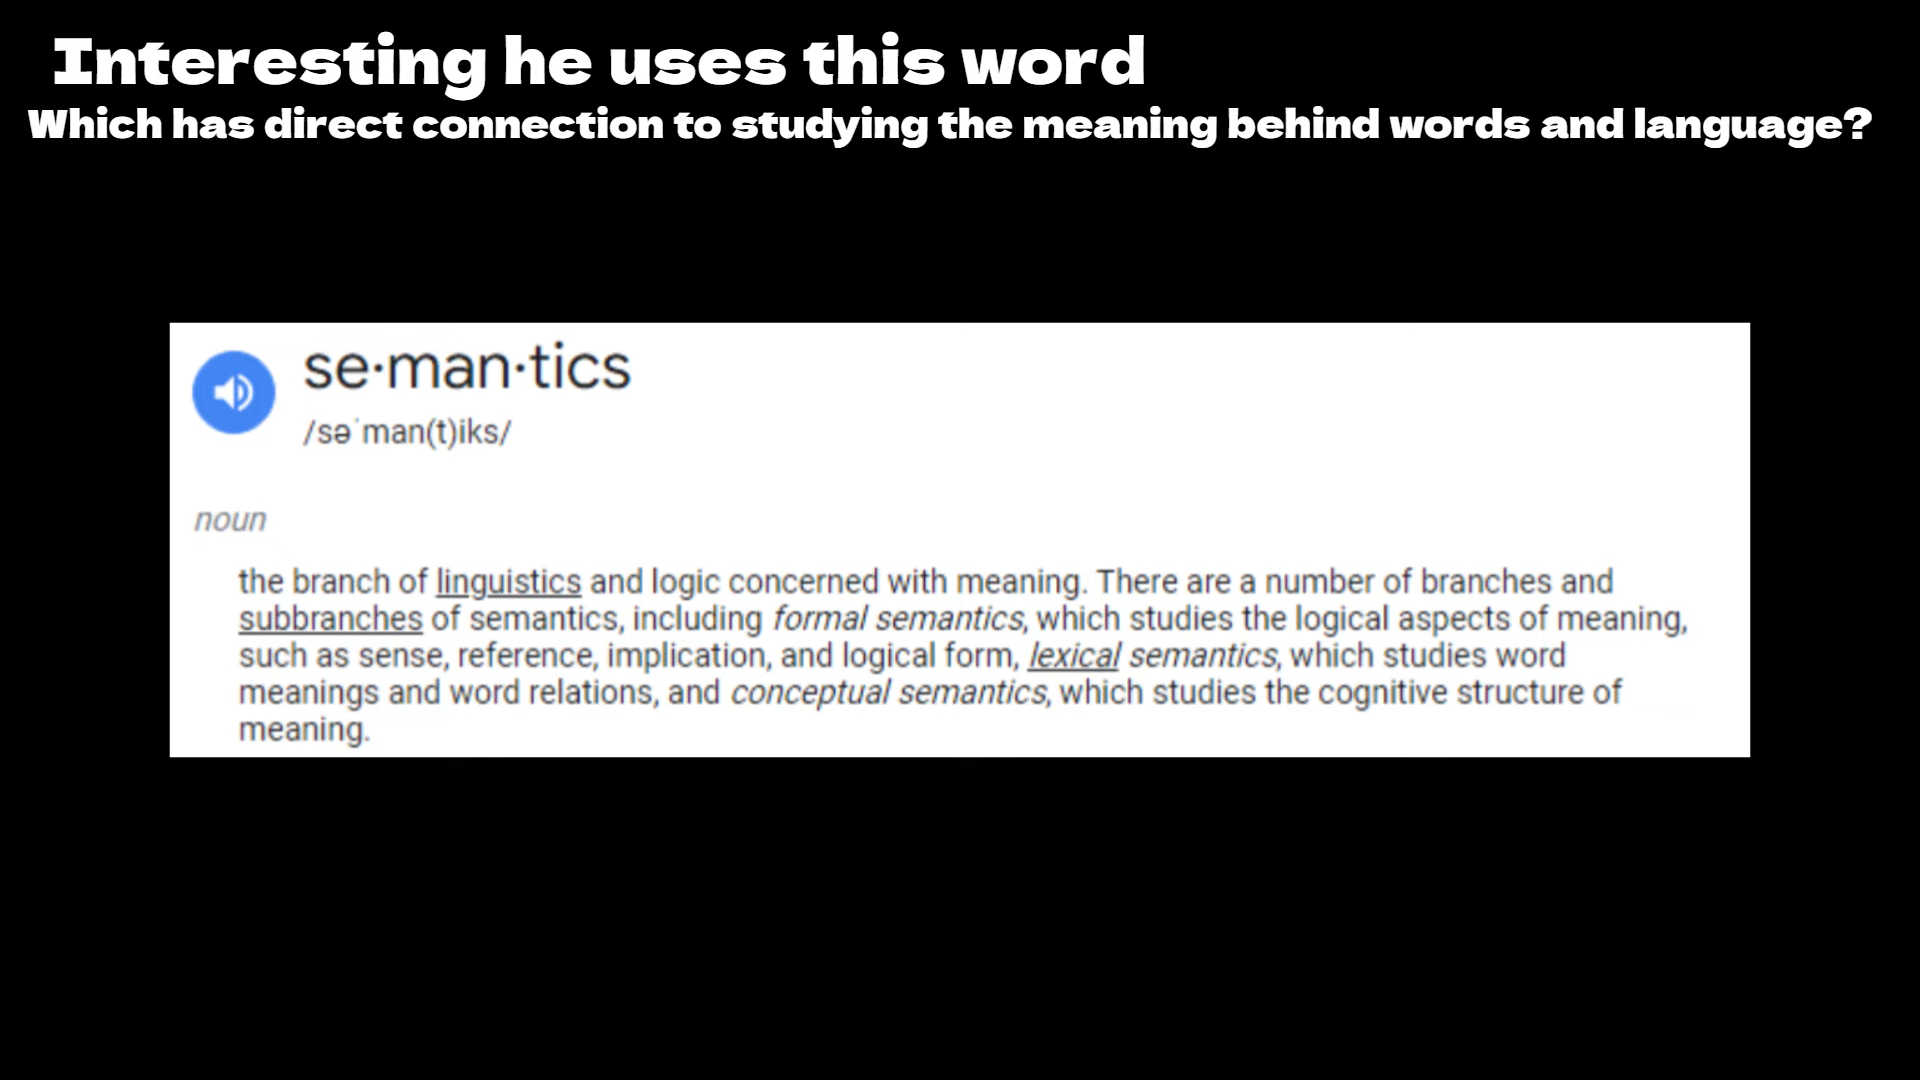 Interesting he uses this word
Which has direct connection to studying the meaning behind words and language?
se·man·tics
/səˈman(t)iks/
noun
the branch of linguistics and logic concerned with meaning. There are a number of branches and
subbranches of semantics, including formal semantics, which studies the logical aspects of meaning,
such as sense, reference, implication, and logical form, lexical semantics, which studies word
meanings and word relations, and conceptual semantics, which studies the cognitive structure of
meaning.